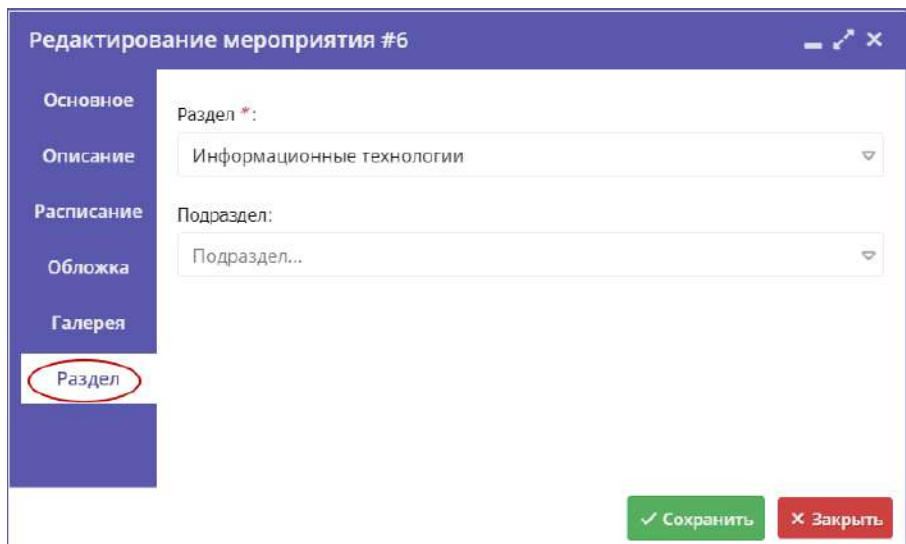 Редактирование мероприятия #6
Основное
Описание
Расписание
Обложка
Галерея
Раздел
Раздел *:
Информационные технологии
Подраздел:
Подраздел...
Сохранить
Закрыть